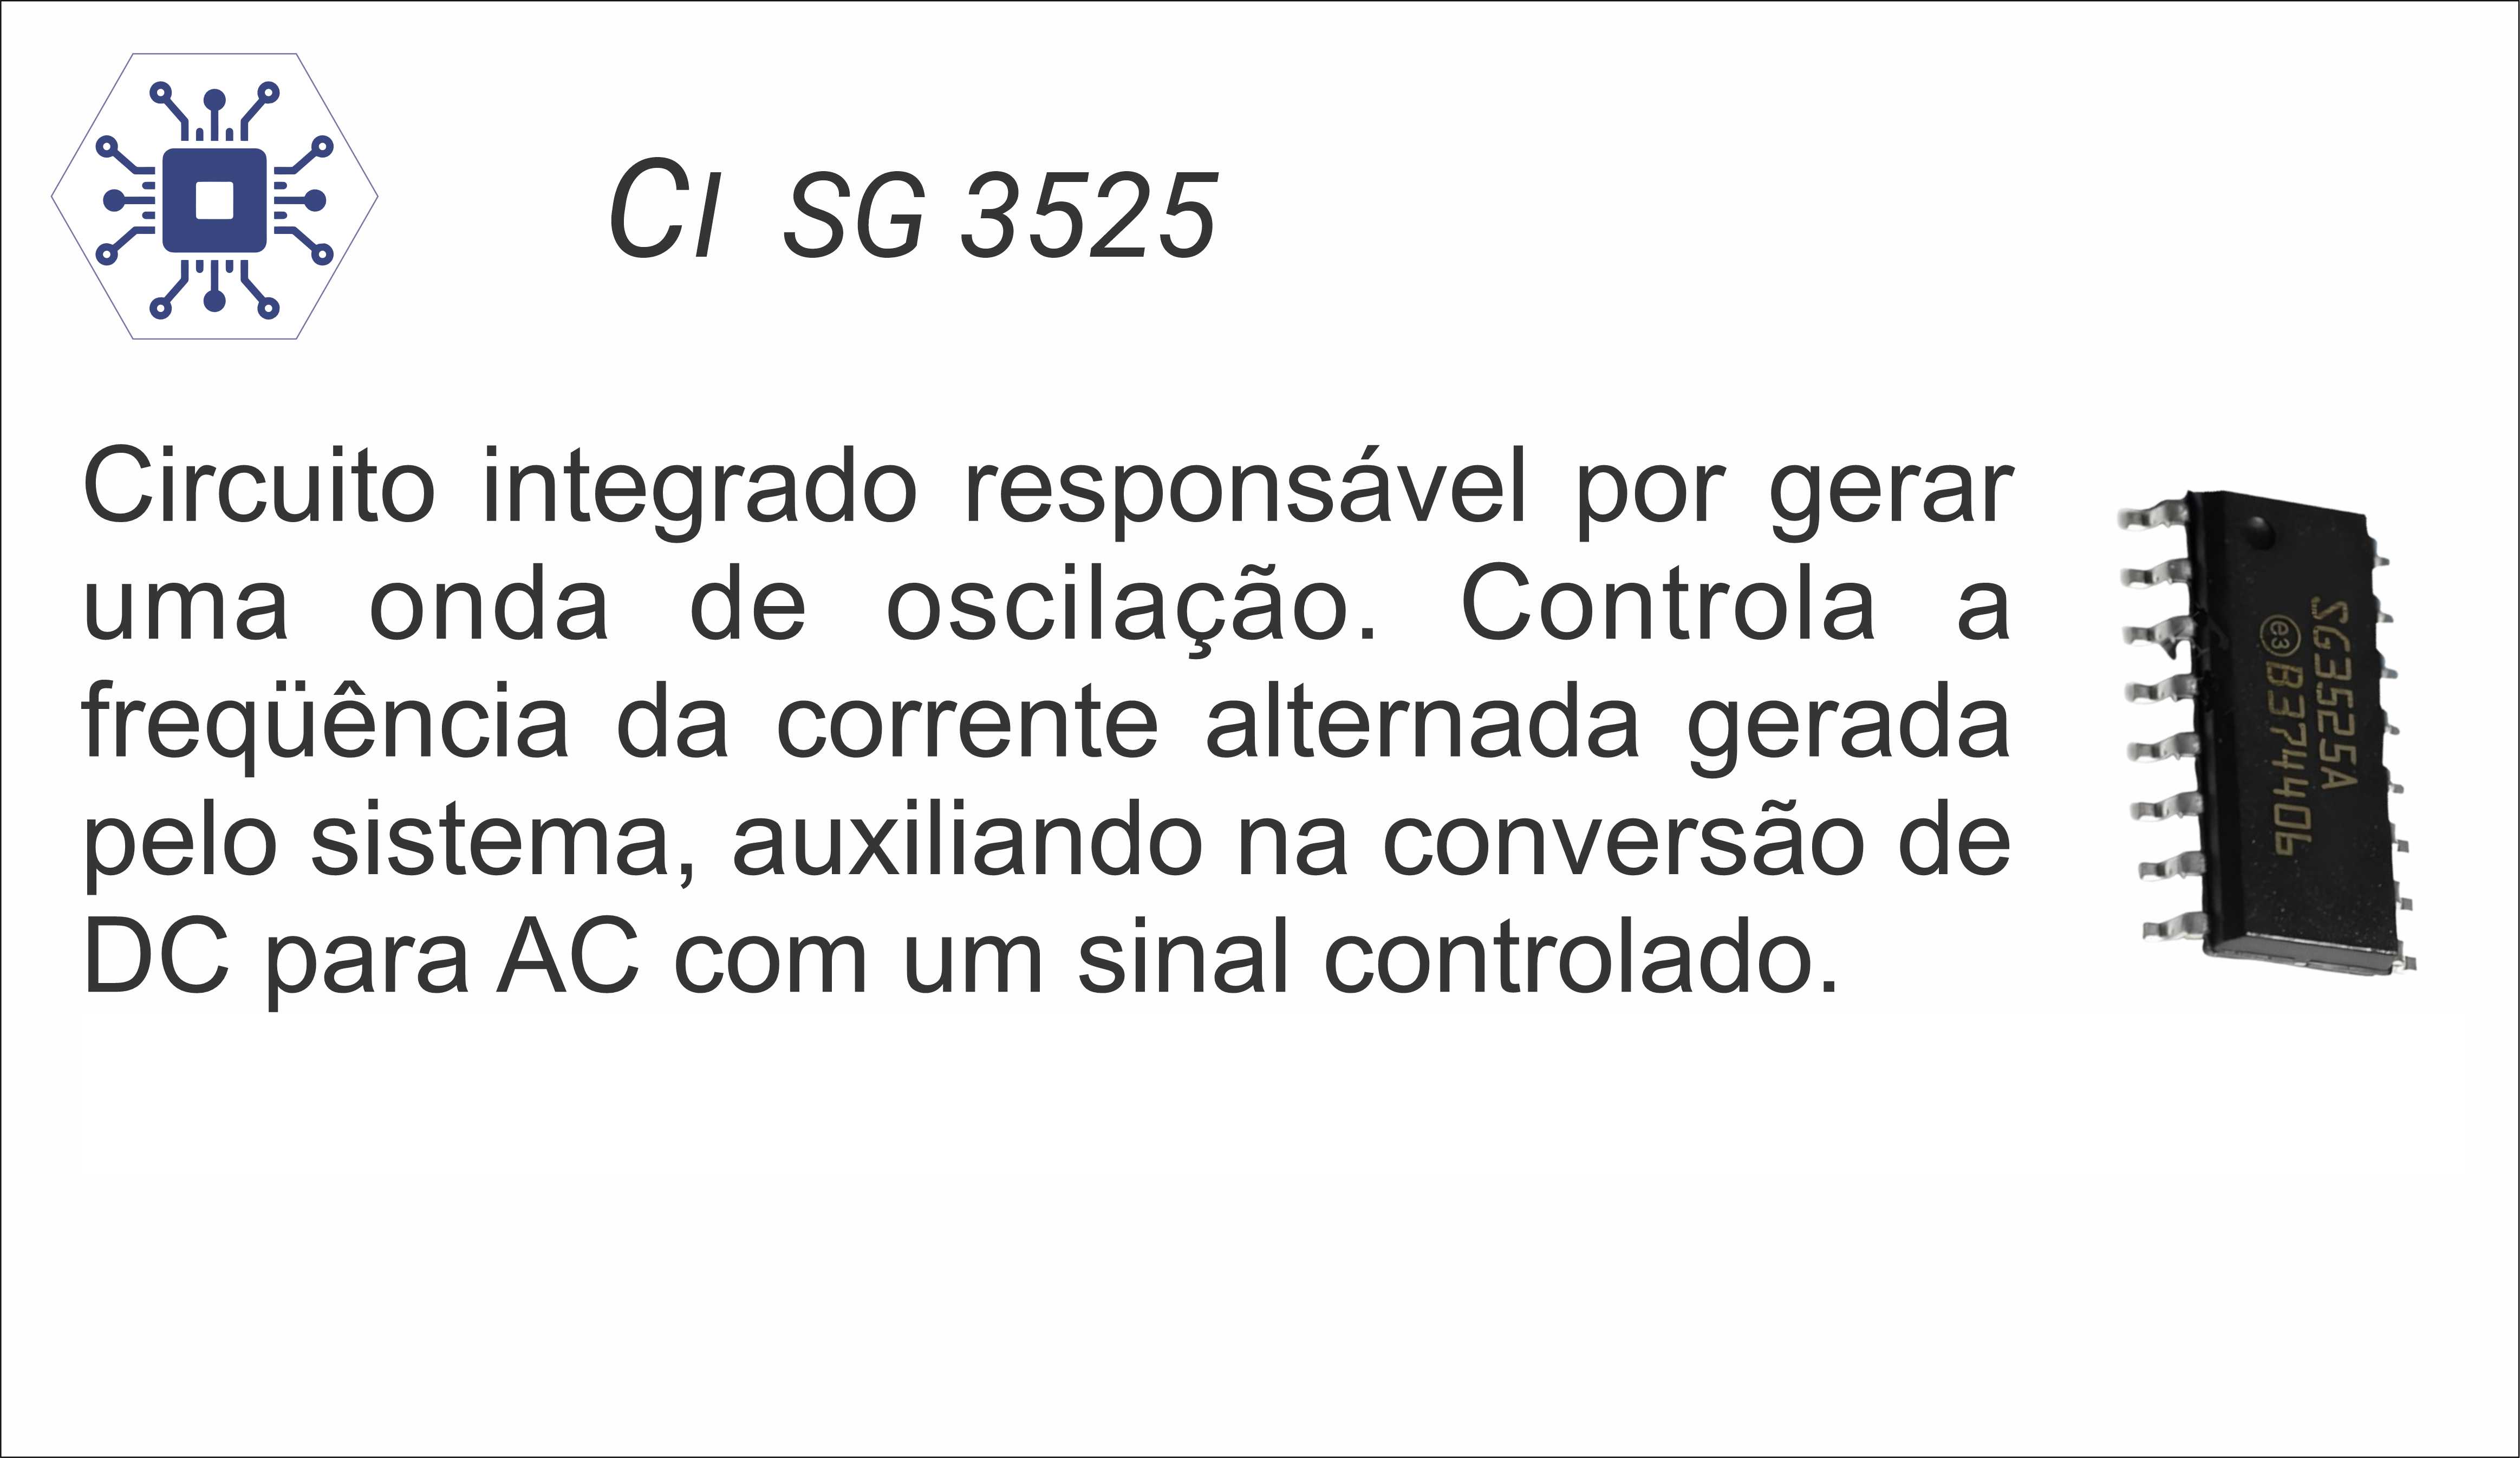 CI SG 3525
Circuito integrado responsável por gerar
uma onda de oscilação. Controla a
freqüência da corrente alternada gerada
pelo sistema, auxiliando na conversão de
DC para AC com um sinal controlado.
SG3525A
e3 B37440b